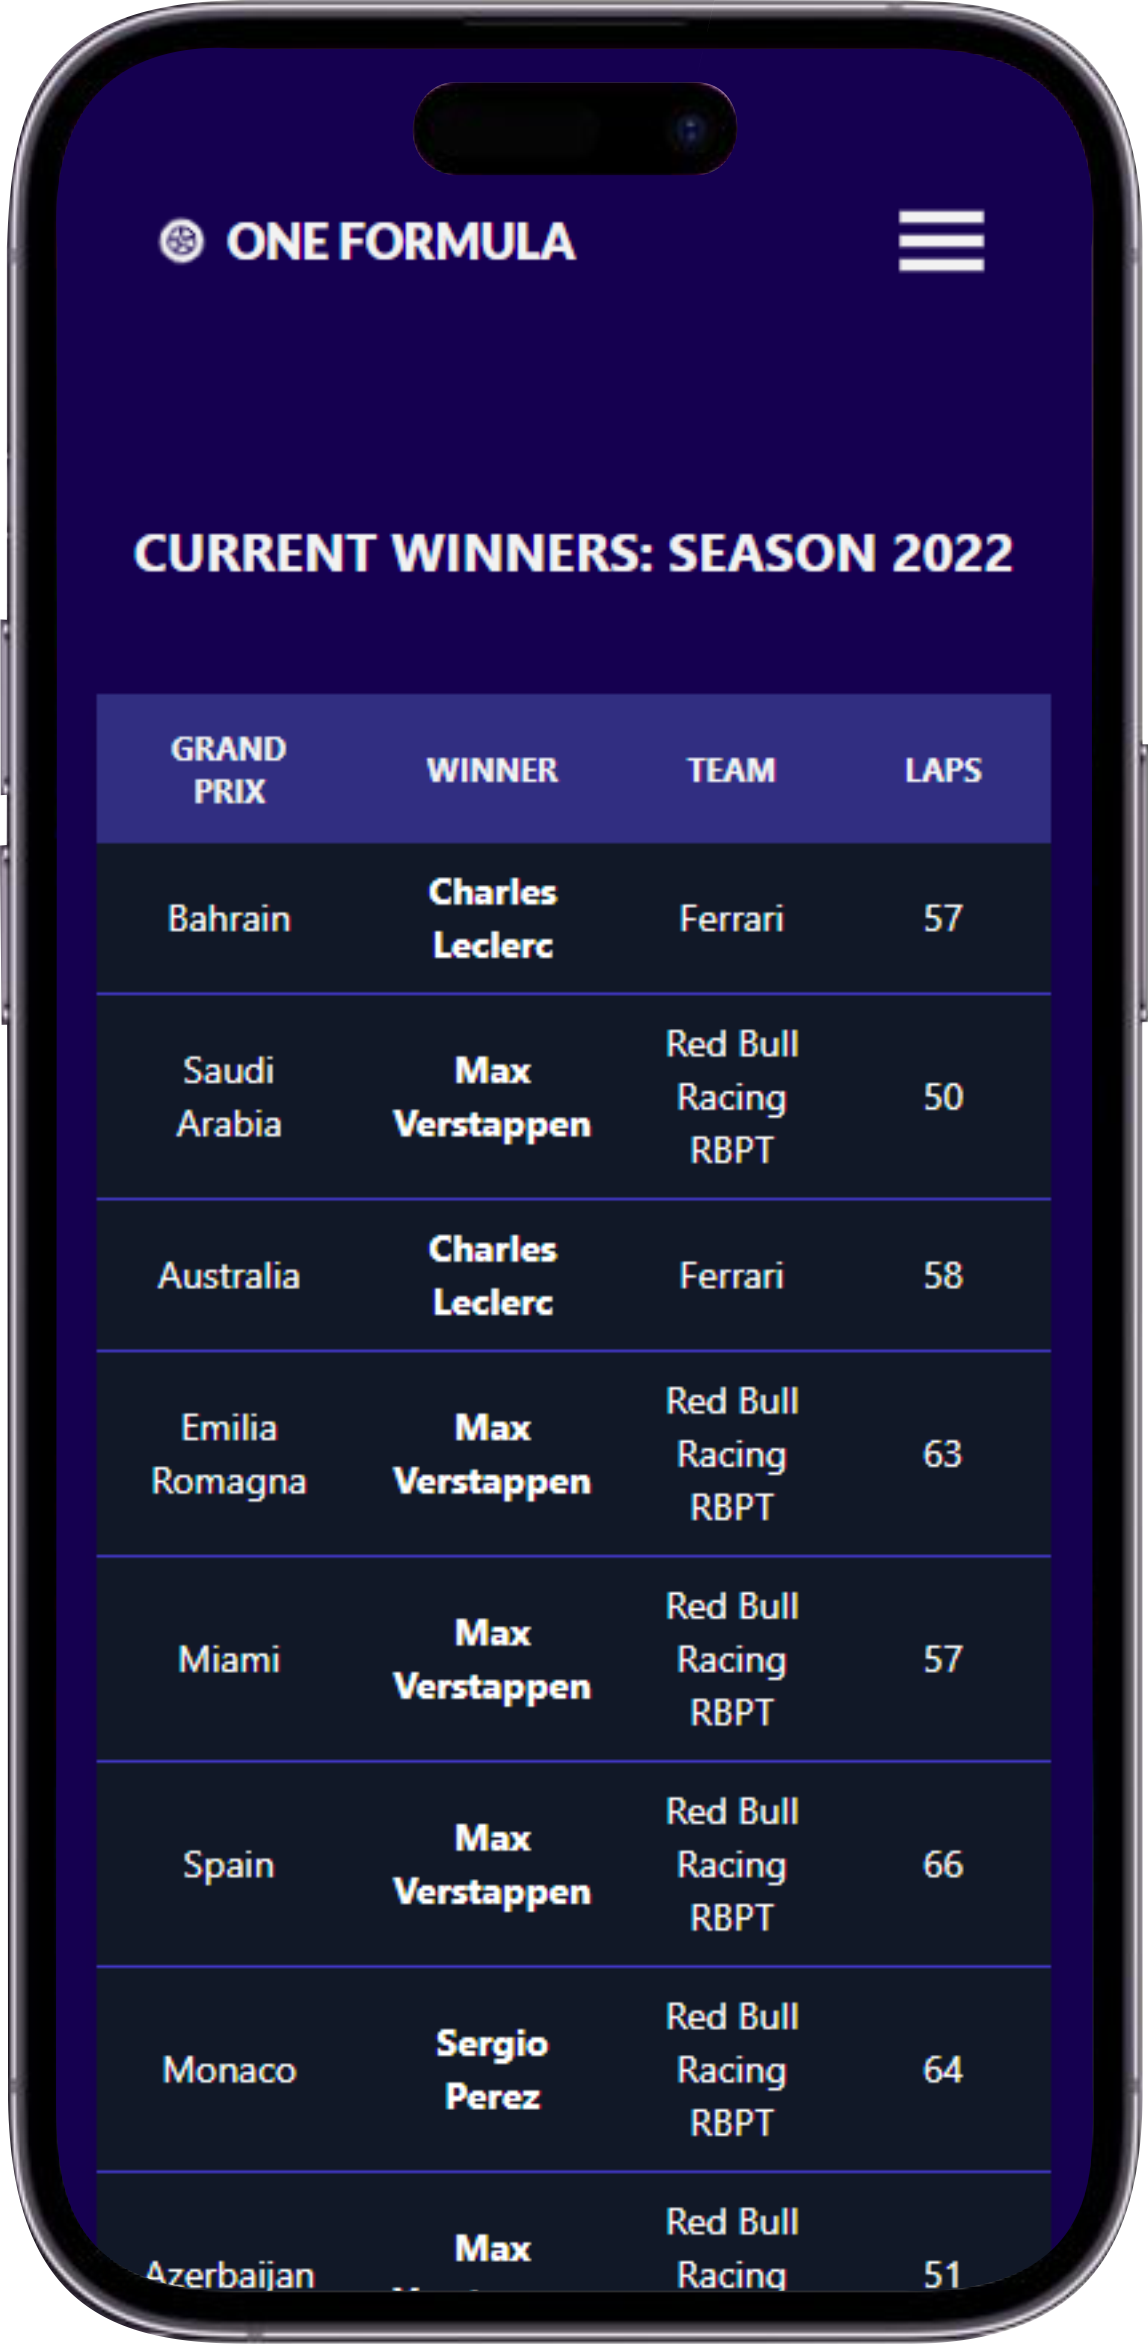 ONE FORMULA
CURRENT WINNERS: SEASON 2022
GRAND
PRIX
WINNER
TEAM
LAPS
Bahrain
Charles
Leclerc
Ferrari
57
Saudi
Arabia
Max
Verstappen
Red Bull
Racing
RBPT
50
Australia
Charles
Leclerc
Ferrari
58
Emilia
Romagna
Max
Verstappen
Red Bull
Racing
RBPT
63
Miami
Max
Verstappen
Red Bull
Racing
RBPT
57
Spain
Max
Verstappen
Red Bull
Racing
RBPT
66
Monaco
Sergio
Perez
Red Bull
Racing
RBPT
64
Azerbaijan
Max
Red Bull
Racing
51